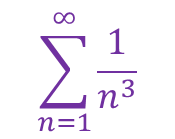 ∞
∑ 1/n³
n=1